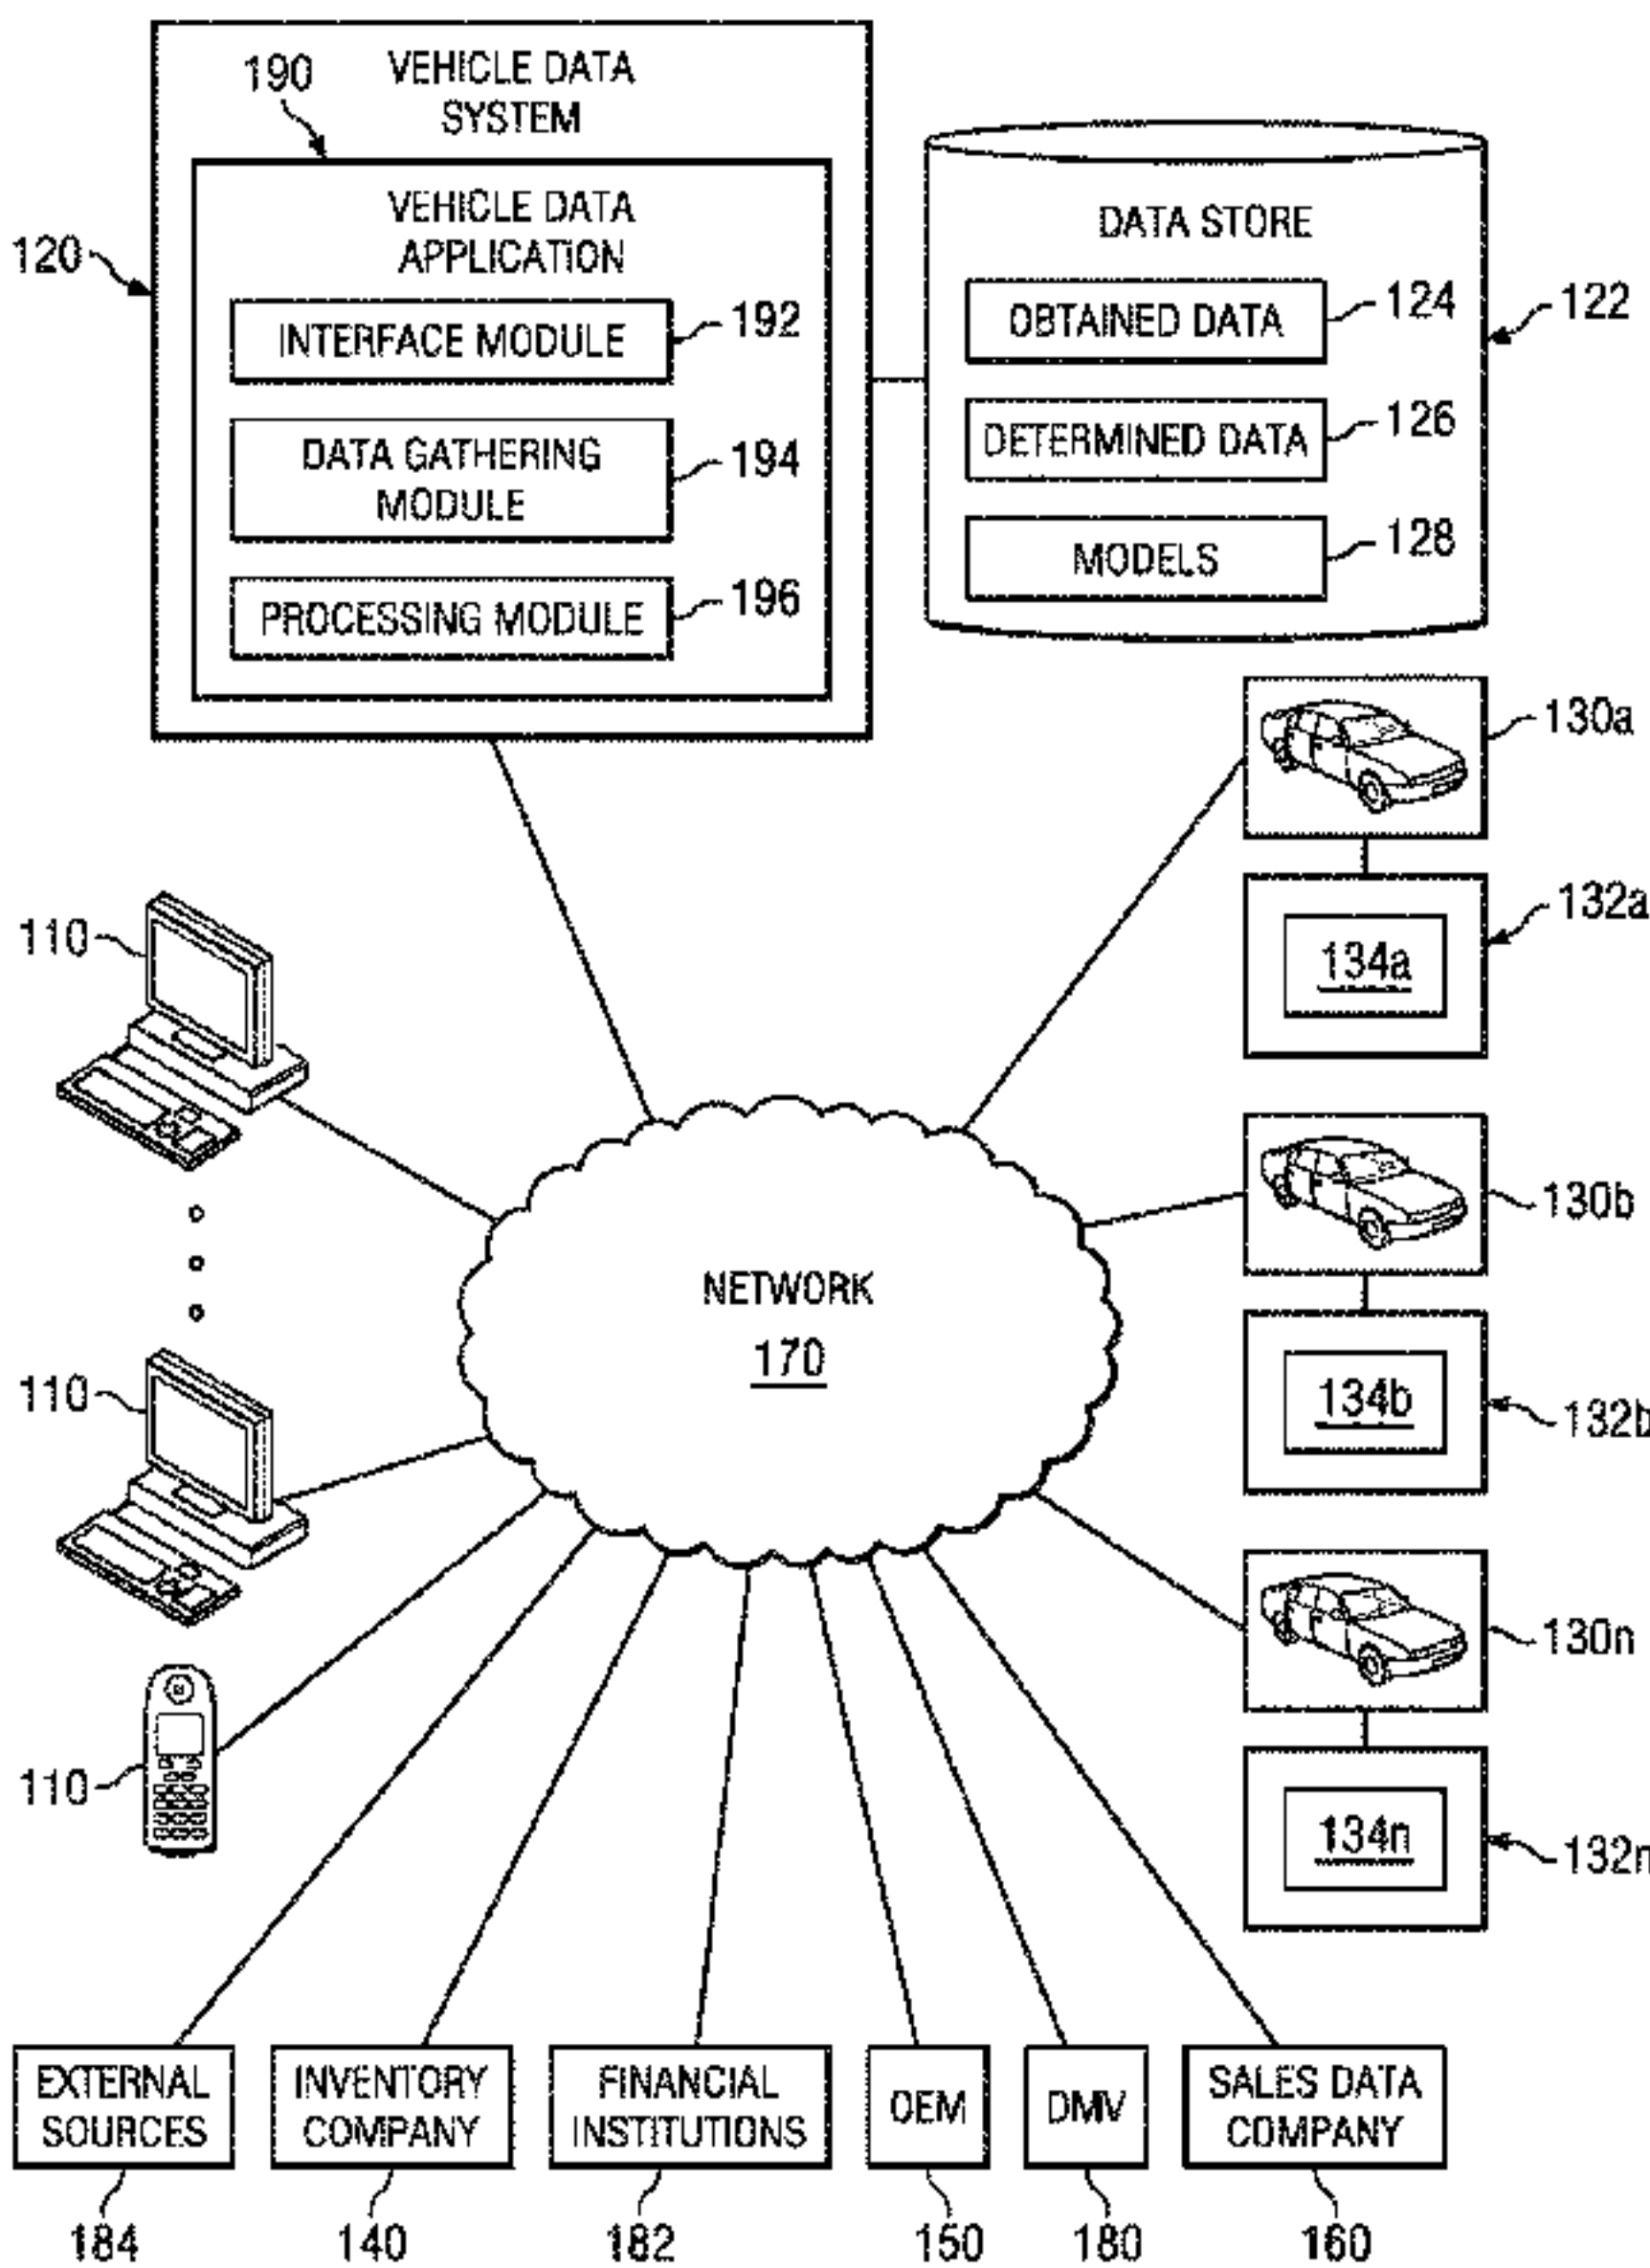 190
VEHICLE DATA
SYSTEM
120
VEHICLE DATA
APPLICATION
INTERFACE MODULE
192
DATA GATHERING
MODULE
194
PROCESSING MODULE
196
DATA STORE
OBTAINED DATA
124
122
DETERMINED DATA
126
MODELS
128
130a
132a
134a
110
130b
134b
132b
NETWORK
170
110
130n
134n
132n
110
EXTERNAL
SOURCES
184
INVENTORY
COMPANY
140
FINANCIAL
INSTITUTIONS
182
OEM
150
DMV
180
SALES DATA
COMPANY
160